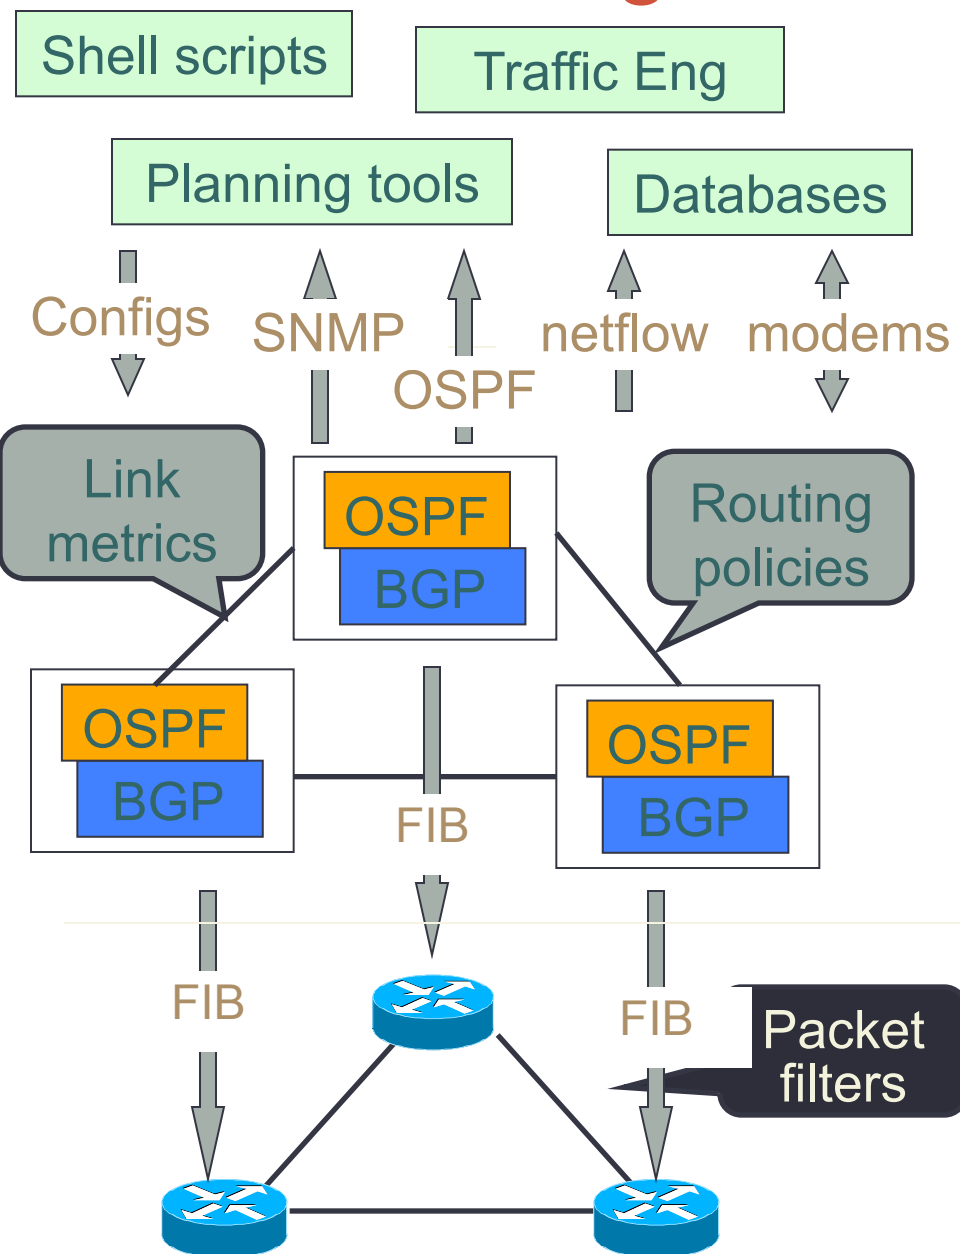 Shell scripts
Traffic Eng
Planning tools
Databases
Configs
SNMP
netflow
modems
OSPF
Link
metrics
OSPF
BGP
Routing
policies
OSPF
BGP
OSPF
BGP
FIB
FIB
FIB
Packet
filters